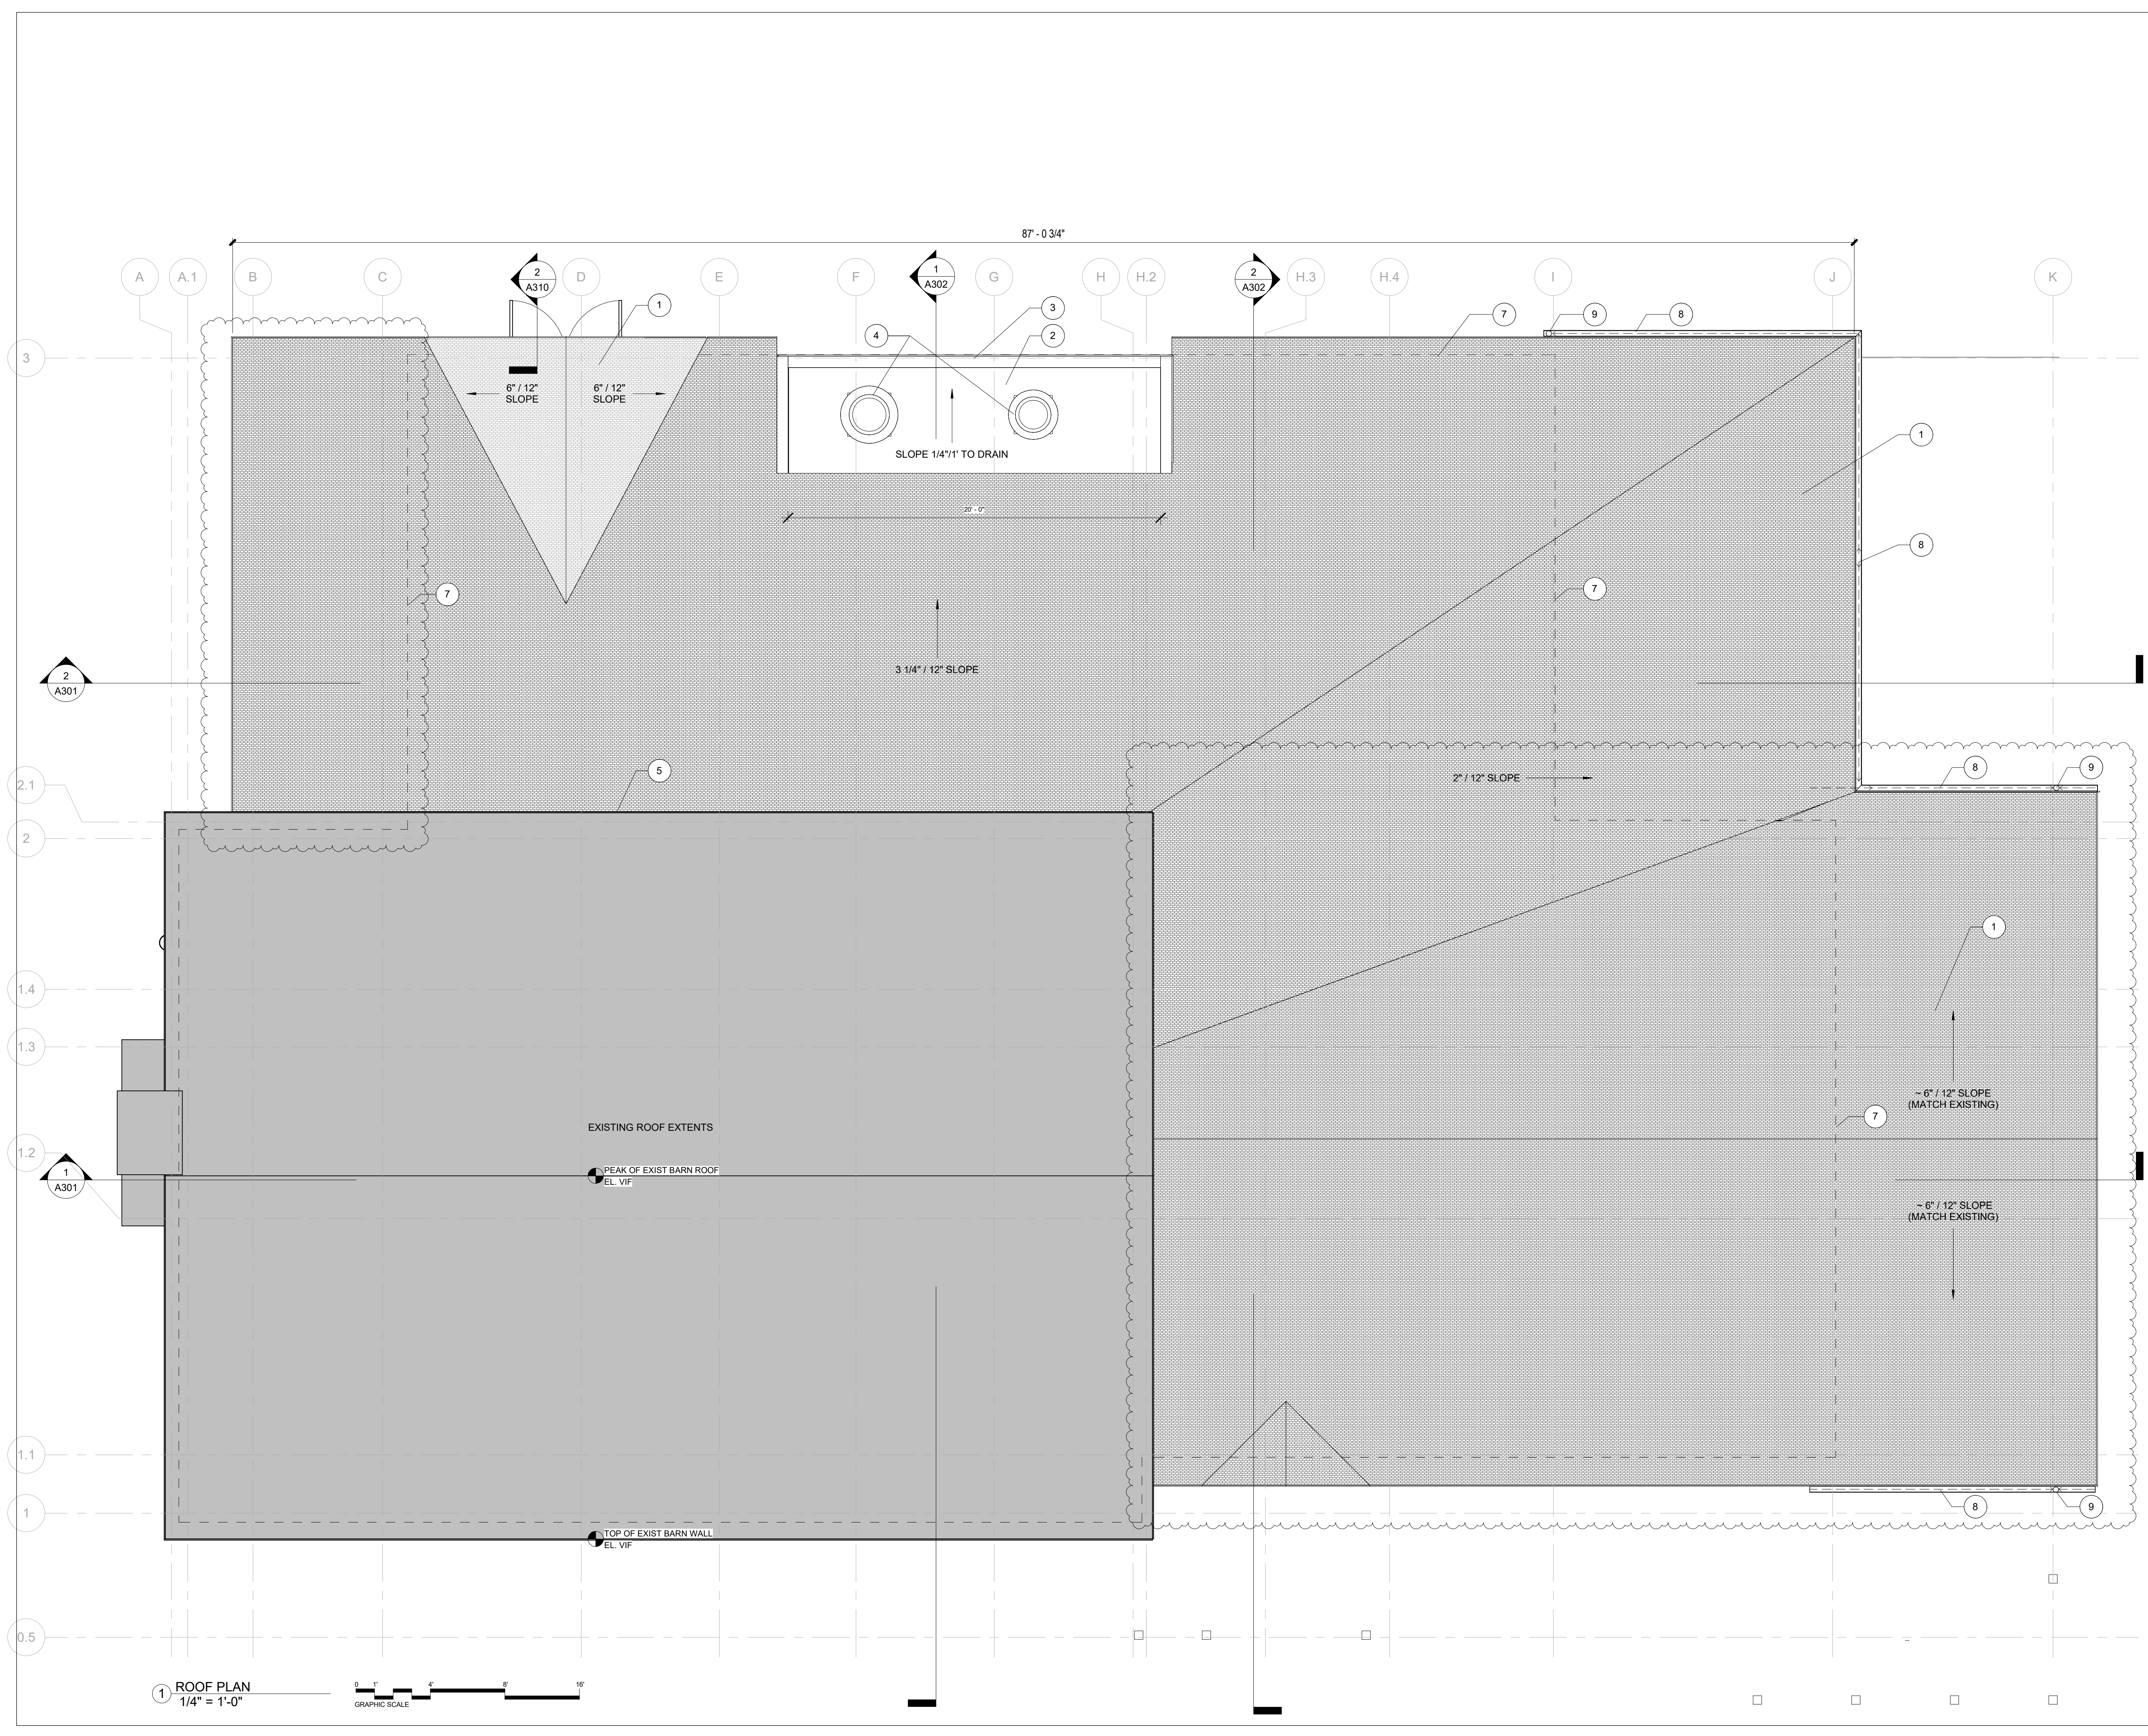 87' - 0 3/4"
A
A.1
B
C
2
A310
D
E
F
1
A302
G
H
H.2
2
A302
H.3
H.4
I
J
K
1
3
7
9
8
4
2
3
6" / 12"
SLOPE
6" / 12"
SLOPE
1
SLOPE 1/4"/1' TO DRAIN
20' - 0"
8
7
7
3 1/4" / 12" SLOPE
2
A301
5
2" / 12" SLOPE
8
9
2.1
2
1
1.4
1.3
~ 6" / 12" SLOPE
(MATCH EXISTING)
7
EXISTING ROOF EXTENTS
1.2
1
A301
PEAK OF EXIST BARN ROOF
EL. VIF
~ 6" / 12" SLOPE
(MATCH EXISTING)
1.1
1
8
9
TOP OF EXIST BARN WALL
EL. VIF
0.5
1
ROOF PLAN
1/4" = 1'-0"
0 1' 4' 8' 16'
GRAPHIC SCALE